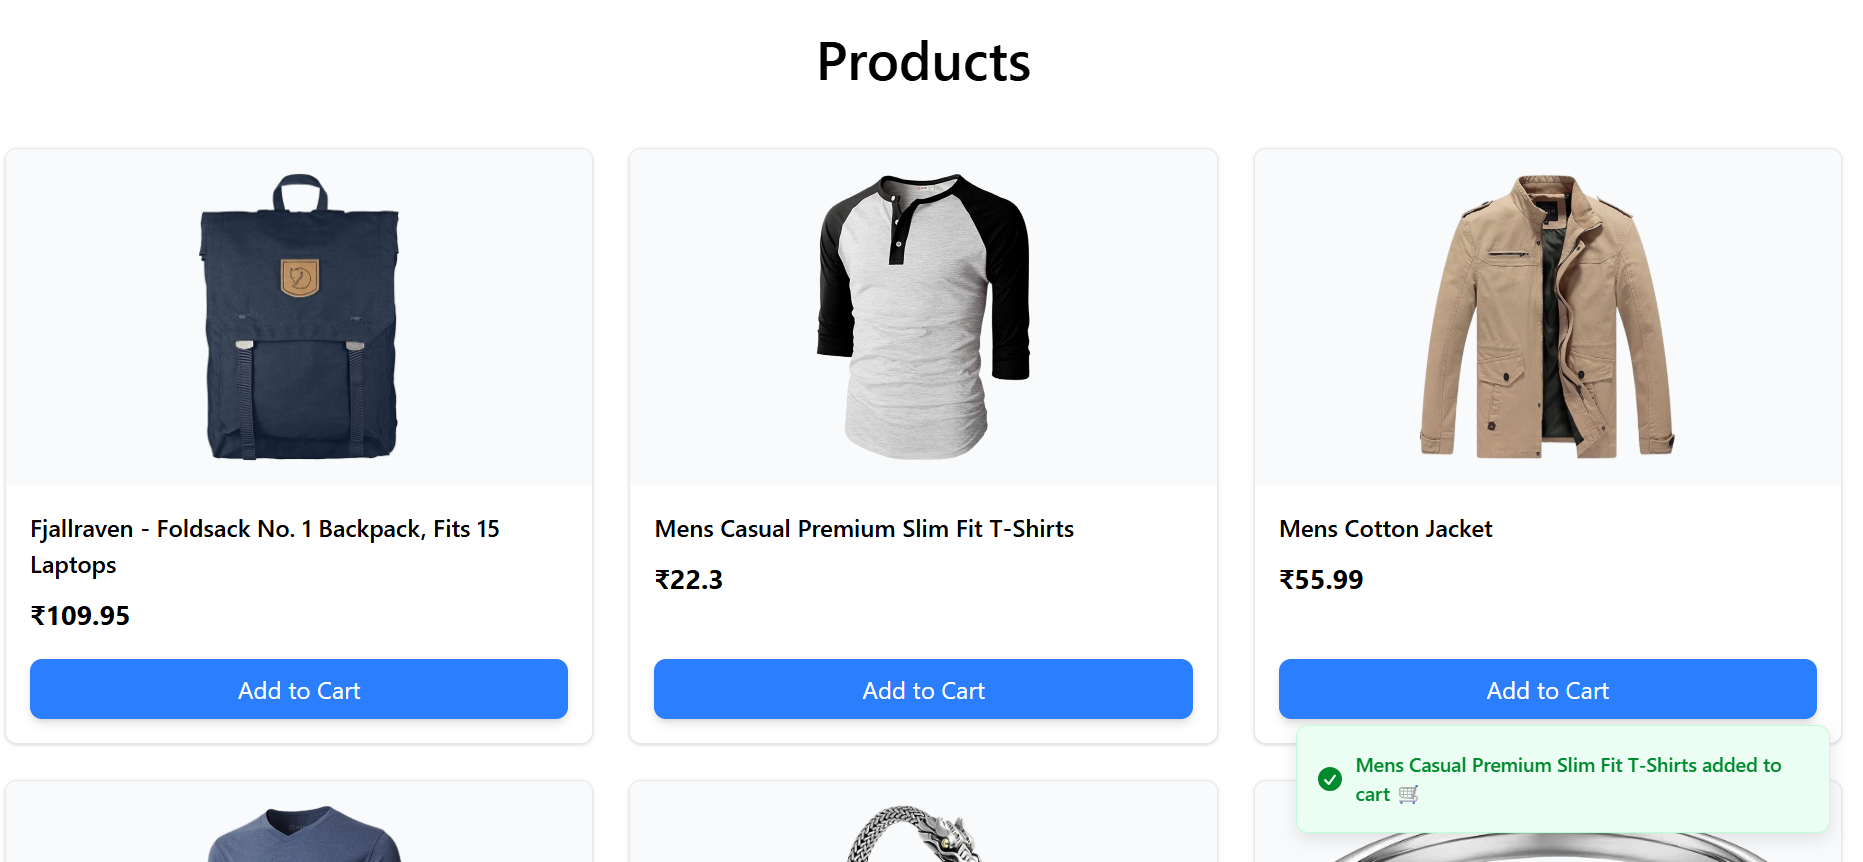 Products
Fjallraven - Foldsack No. 1 Backpack, Fits 15
Laptops
₹109.95
Add to Cart
Mens Casual Premium Slim Fit T-Shirts
₹22.3
Add to Cart
Mens Cotton Jacket
₹55.99
Add to Cart
Mens Casual Premium Slim Fit T-Shirts added to
cart 🛒